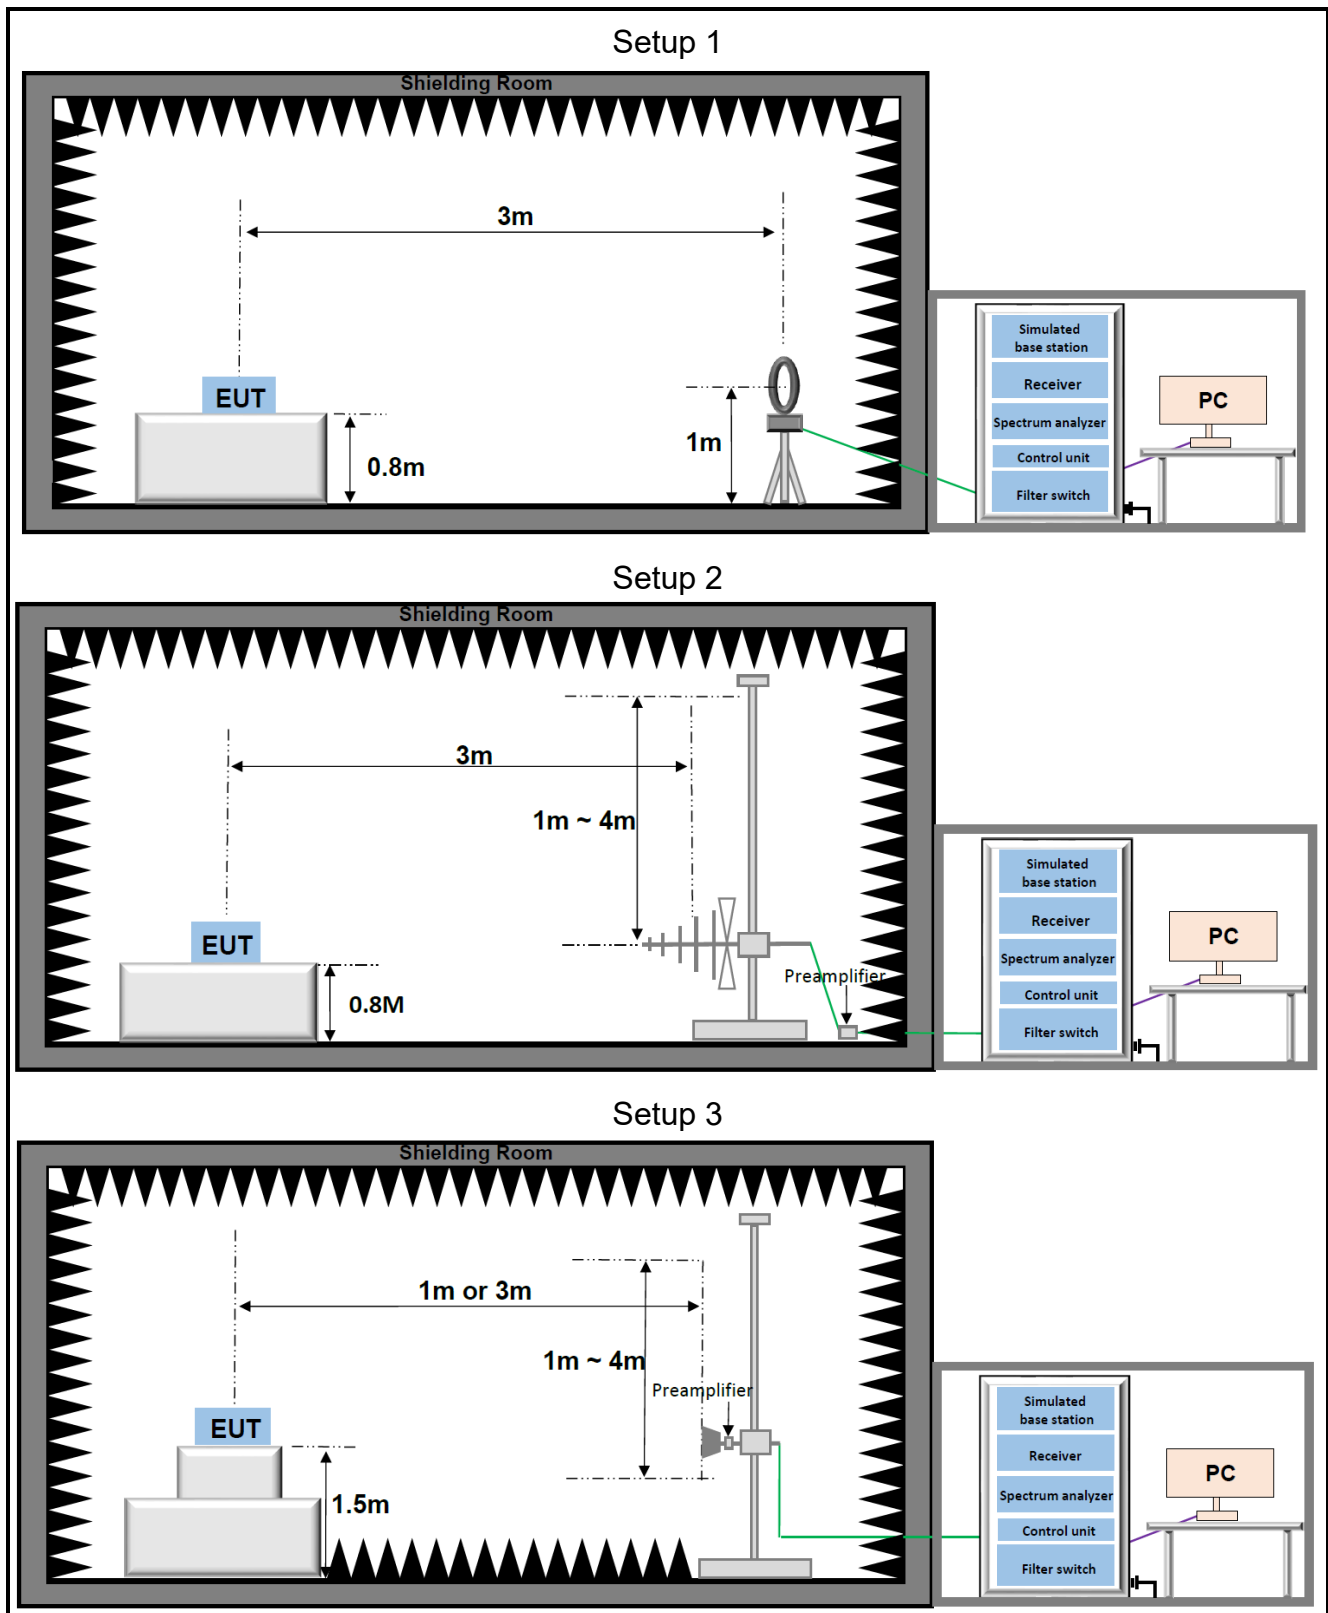 Setup 1
Shielding Room
3m
EUT
0.8m
1m
Simulated
base station
Receiver
Spectrum analyzer
Control unit
Filter switch
PC
Setup 2
Shielding Room
3m
1m ~ 4m
EUT
0.8M
Preamplifier
Simulated
base station
Receiver
Spectrum analyzer
Control unit
Filter switch
PC
Setup 3
Shielding Room
1m or 3m
1m ~ 4m
Preamplifier
EUT
1.5m
Simulated
base station
Receiver
Spectrum analyzer
Control unit
Filter switch
PC